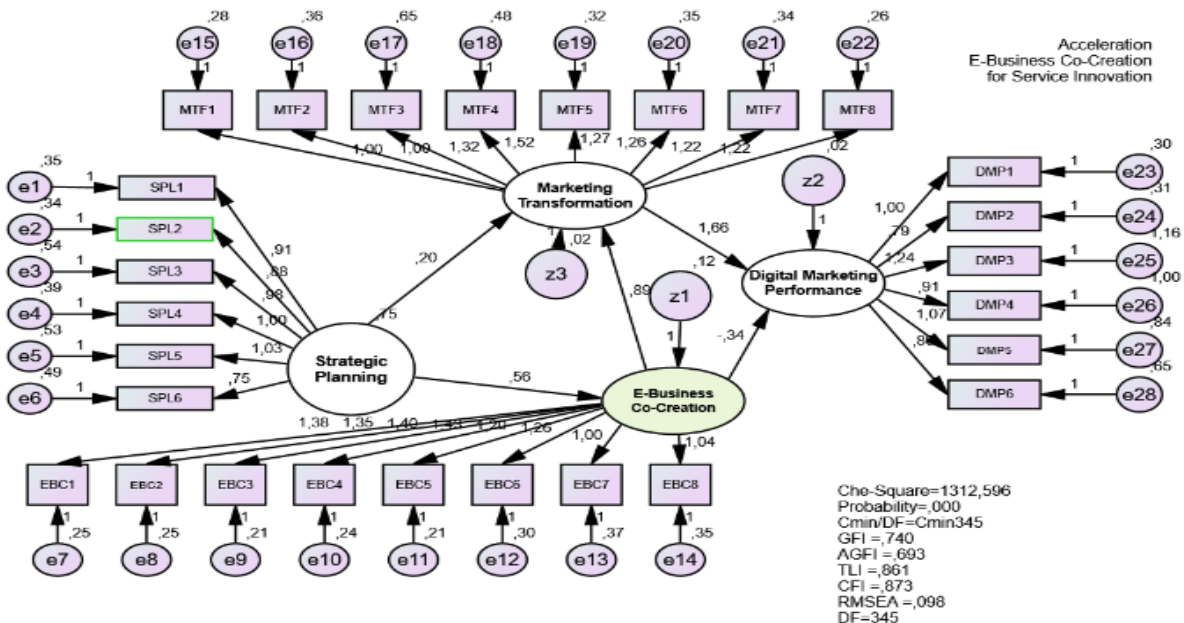 ,28 ,36 ,65 ,48 ,32 ,35 ,34 ,26
e15 e16 e17 e18 e19 e20 e21 e22
1 1 1 1 1 1 1 1
Acceleration
E-Business Co-Creation
for Service Innovation
MTF1 MTF2 MTF3 MTF4 MTF5 MTF6 MTF7 MTF8
1,00 1,09 1,32 1,52 1,27 1,26 1,22 1,22 ,02
Marketing
Transformation
z2
1
,35
e1 1 SPL1
,34
e2 1 SPL2
,54
e3 1 SPL3
,39
e4 1 SPL4
,53
e5 1 SPL5
,49
e6 1 SPL6
,91
,88
,98
1,00
1,03
,75
,20
,75
Strategic
Planning
1 ,02
z3
,89
,12
z1
1
1,66
-,34
,56
E-Business
Co-Creation
Digital Marketing
Performance
1,00
,79
1,24
,91
1,07
DMP1 1 e23 ,30
DMP2 1 e24 ,31
DMP3 1 e25 1,16
DMP4 1 e26 1,00
DMP5 1 e27 ,84
DMP6 1 e28 ,65
1,38 1,35 1,40 1,20 1,26 1,00 1,04
EBC1 EBC2 EBC3 EBC4 EBC5 EBC6 EBC7 EBC8
1 1 1 1 1 1 1 1
,25 ,25 ,21 ,24 ,21 ,30 ,37 ,35
e7 e8 e9 e10 e11 e12 e13 e14
Che-Square=1312,596
Probability=,000
Cmin/DF=Cmin345
GFI =,740
AGFI =,693
TLI =,861
CFI =,873
RMSEA =,098
DF=345